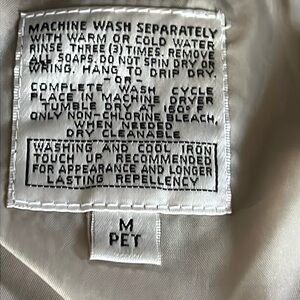 MACHINE WASH SEPARATELY
WITH WARM OR COLD WATER
RINSE THREE (3) TIMES. REMOVE
ALL SOAPS. DO NOT SPIN DRY OR
WRING. HANG TO DRIP DRY.
-OR-
COMPLETE WASH CYCLE
PLACE IN MACHINE DRYER
TUMBLE DRY AT 160°F
ONLY NON-CHLORINE BLEACH,
WHEN NEEDED
DRY CLEANABLE
WASHING AND COOL IRON
TOUCH UP RECOMMENDED
FOR APPEARANCE AND LONGER
LASTING REPELLENCY
M
PET